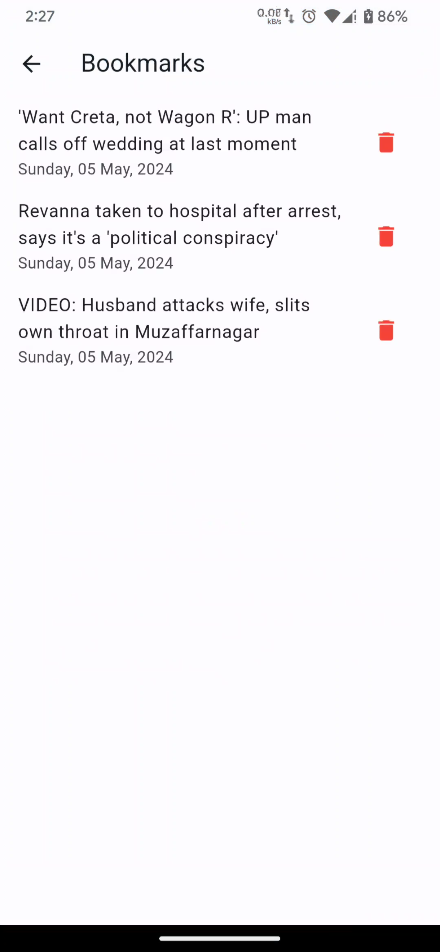 2:27
kB/s
86%
Bookmarks
'Want Creta, not Wagon R': UP man
calls off wedding at last moment
Sunday, 05 May, 2024
Revanna taken to hospital after arrest,
says it's a 'political conspiracy'
Sunday, 05 May, 2024
VIDEO: Husband attacks wife, slits
own throat in Muzaffarnagar
Sunday, 05 May, 2024